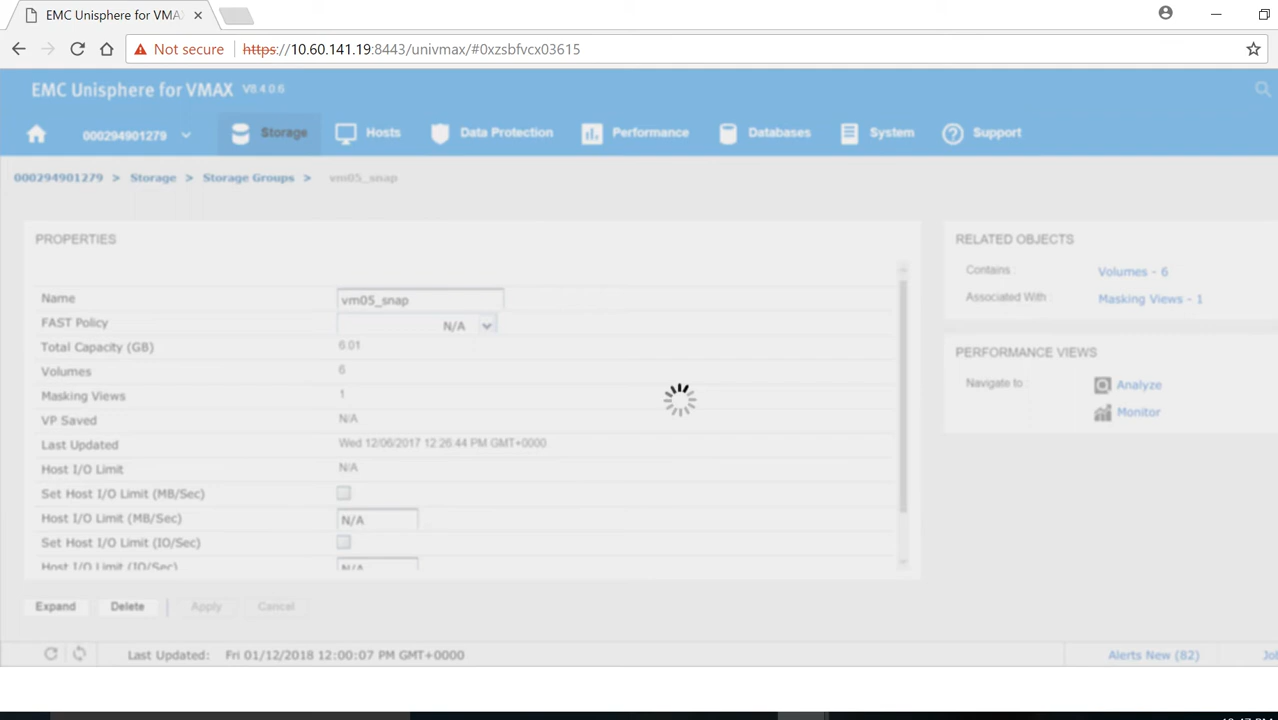 EMC Unisphere for VMA
Not secure https://10.60.141.19:8443/univmax/#0xzsbfvcx03615
EMC Unisphere for VMAX V8.4.0.6
000294901279 Storage Hosts Data Protection Performance Databases System Support
000294901279 > Storage > Storage Groups > vm05_snap
PROPERTIES
Name vm05_snap
FAST Policy N/A
Total Capacity (GB) 6.01
Volumes 6
Masking Views 1
VP Saved N/A
Last Updated Wed 12/06/2017 12:26:44 PM GMT+0000
Host I/O Limit N/A
Set Host I/O Limit (MB/Sec)
Host I/O Limit (MB/Sec) N/A
Set Host I/O Limit (IO/Sec)
Host I/O Limit (IO/Sec) N/A
Expand Delete Apply Cancel
RELATED OBJECTS
Contains : Volumes - 6
Associated With : Masking Views - 1
PERFORMANCE VIEWS
Navigate to : Analyze
Monitor
Last Updated: Fri 01/12/2018 12:00:07 PM GMT+0000 Alerts New (82)